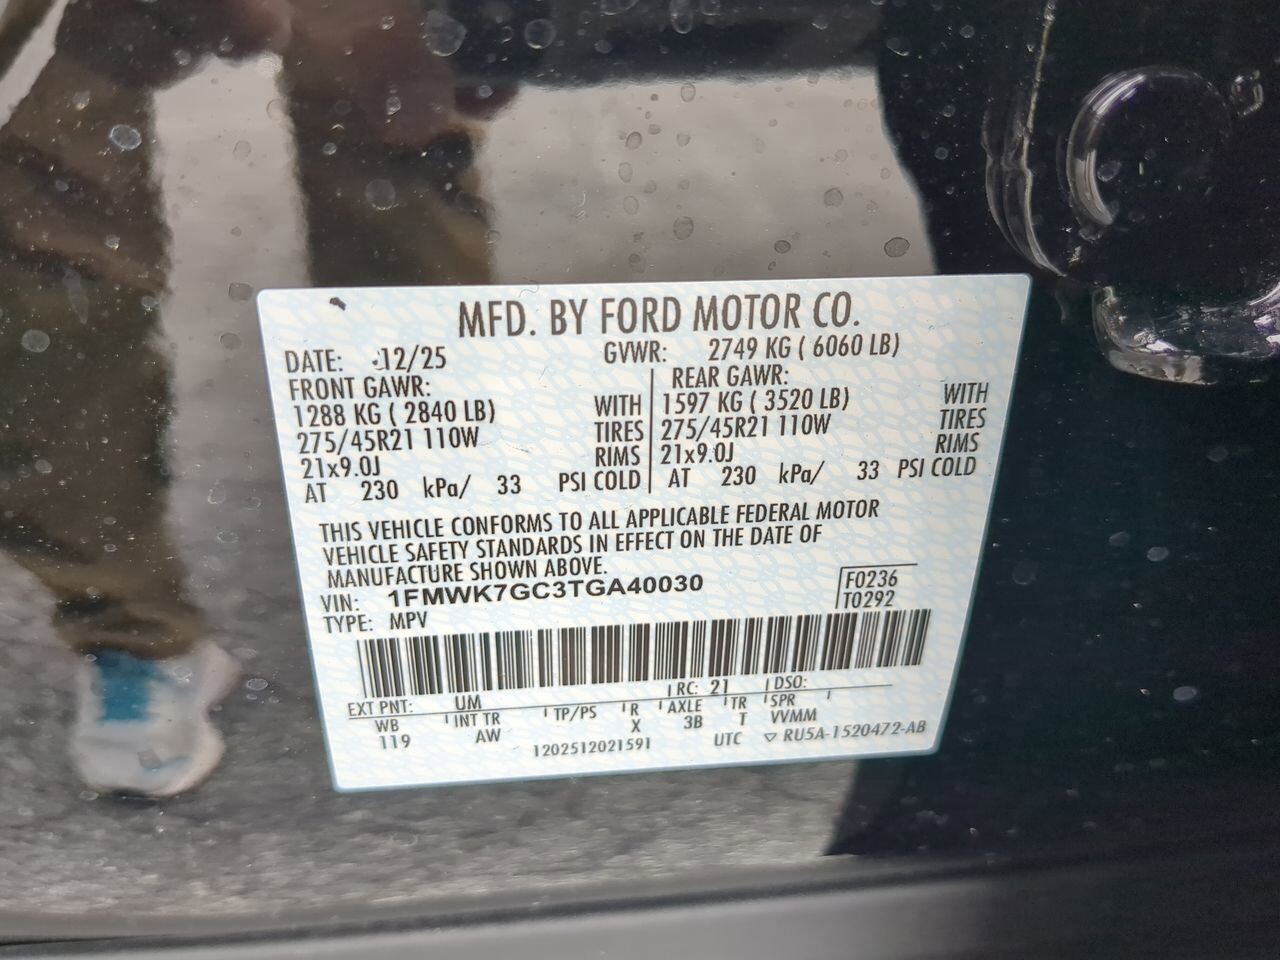 MFD. BY FORD MOTOR CO.
DATE: 12/25 GVWR: 2749 KG ( 6060 LB)
FRONT GAWR: REAR GAWR:
1288 KG ( 2840 LB) WITH 1597 KG ( 3520 LB) WITH
275/45R21 110W TIRES 275/45R21 110W TIRES
21x9.0J RIMS 21x9.0J RIMS
AT 230 kPa/ 33 PSI COLD AT 230 kPa/ 33 PSI COLD
THIS VEHICLE CONFORMS TO ALL APPLICABLE FEDERAL MOTOR
VEHICLE SAFETY STANDARDS IN EFFECT ON THE DATE OF
MANUFACTURE SHOWN ABOVE.
VIN: 1FMWK7GC3TGA40030 F0236
TYPE: MPV T0292
EXT PNT: UM RC: 21 DSO:
WB INT TR TP/PS R AXLE TR SPR
119 AW X 3B T VVMM
1202512021591 UTC ▽ RU5A-1520472-AB